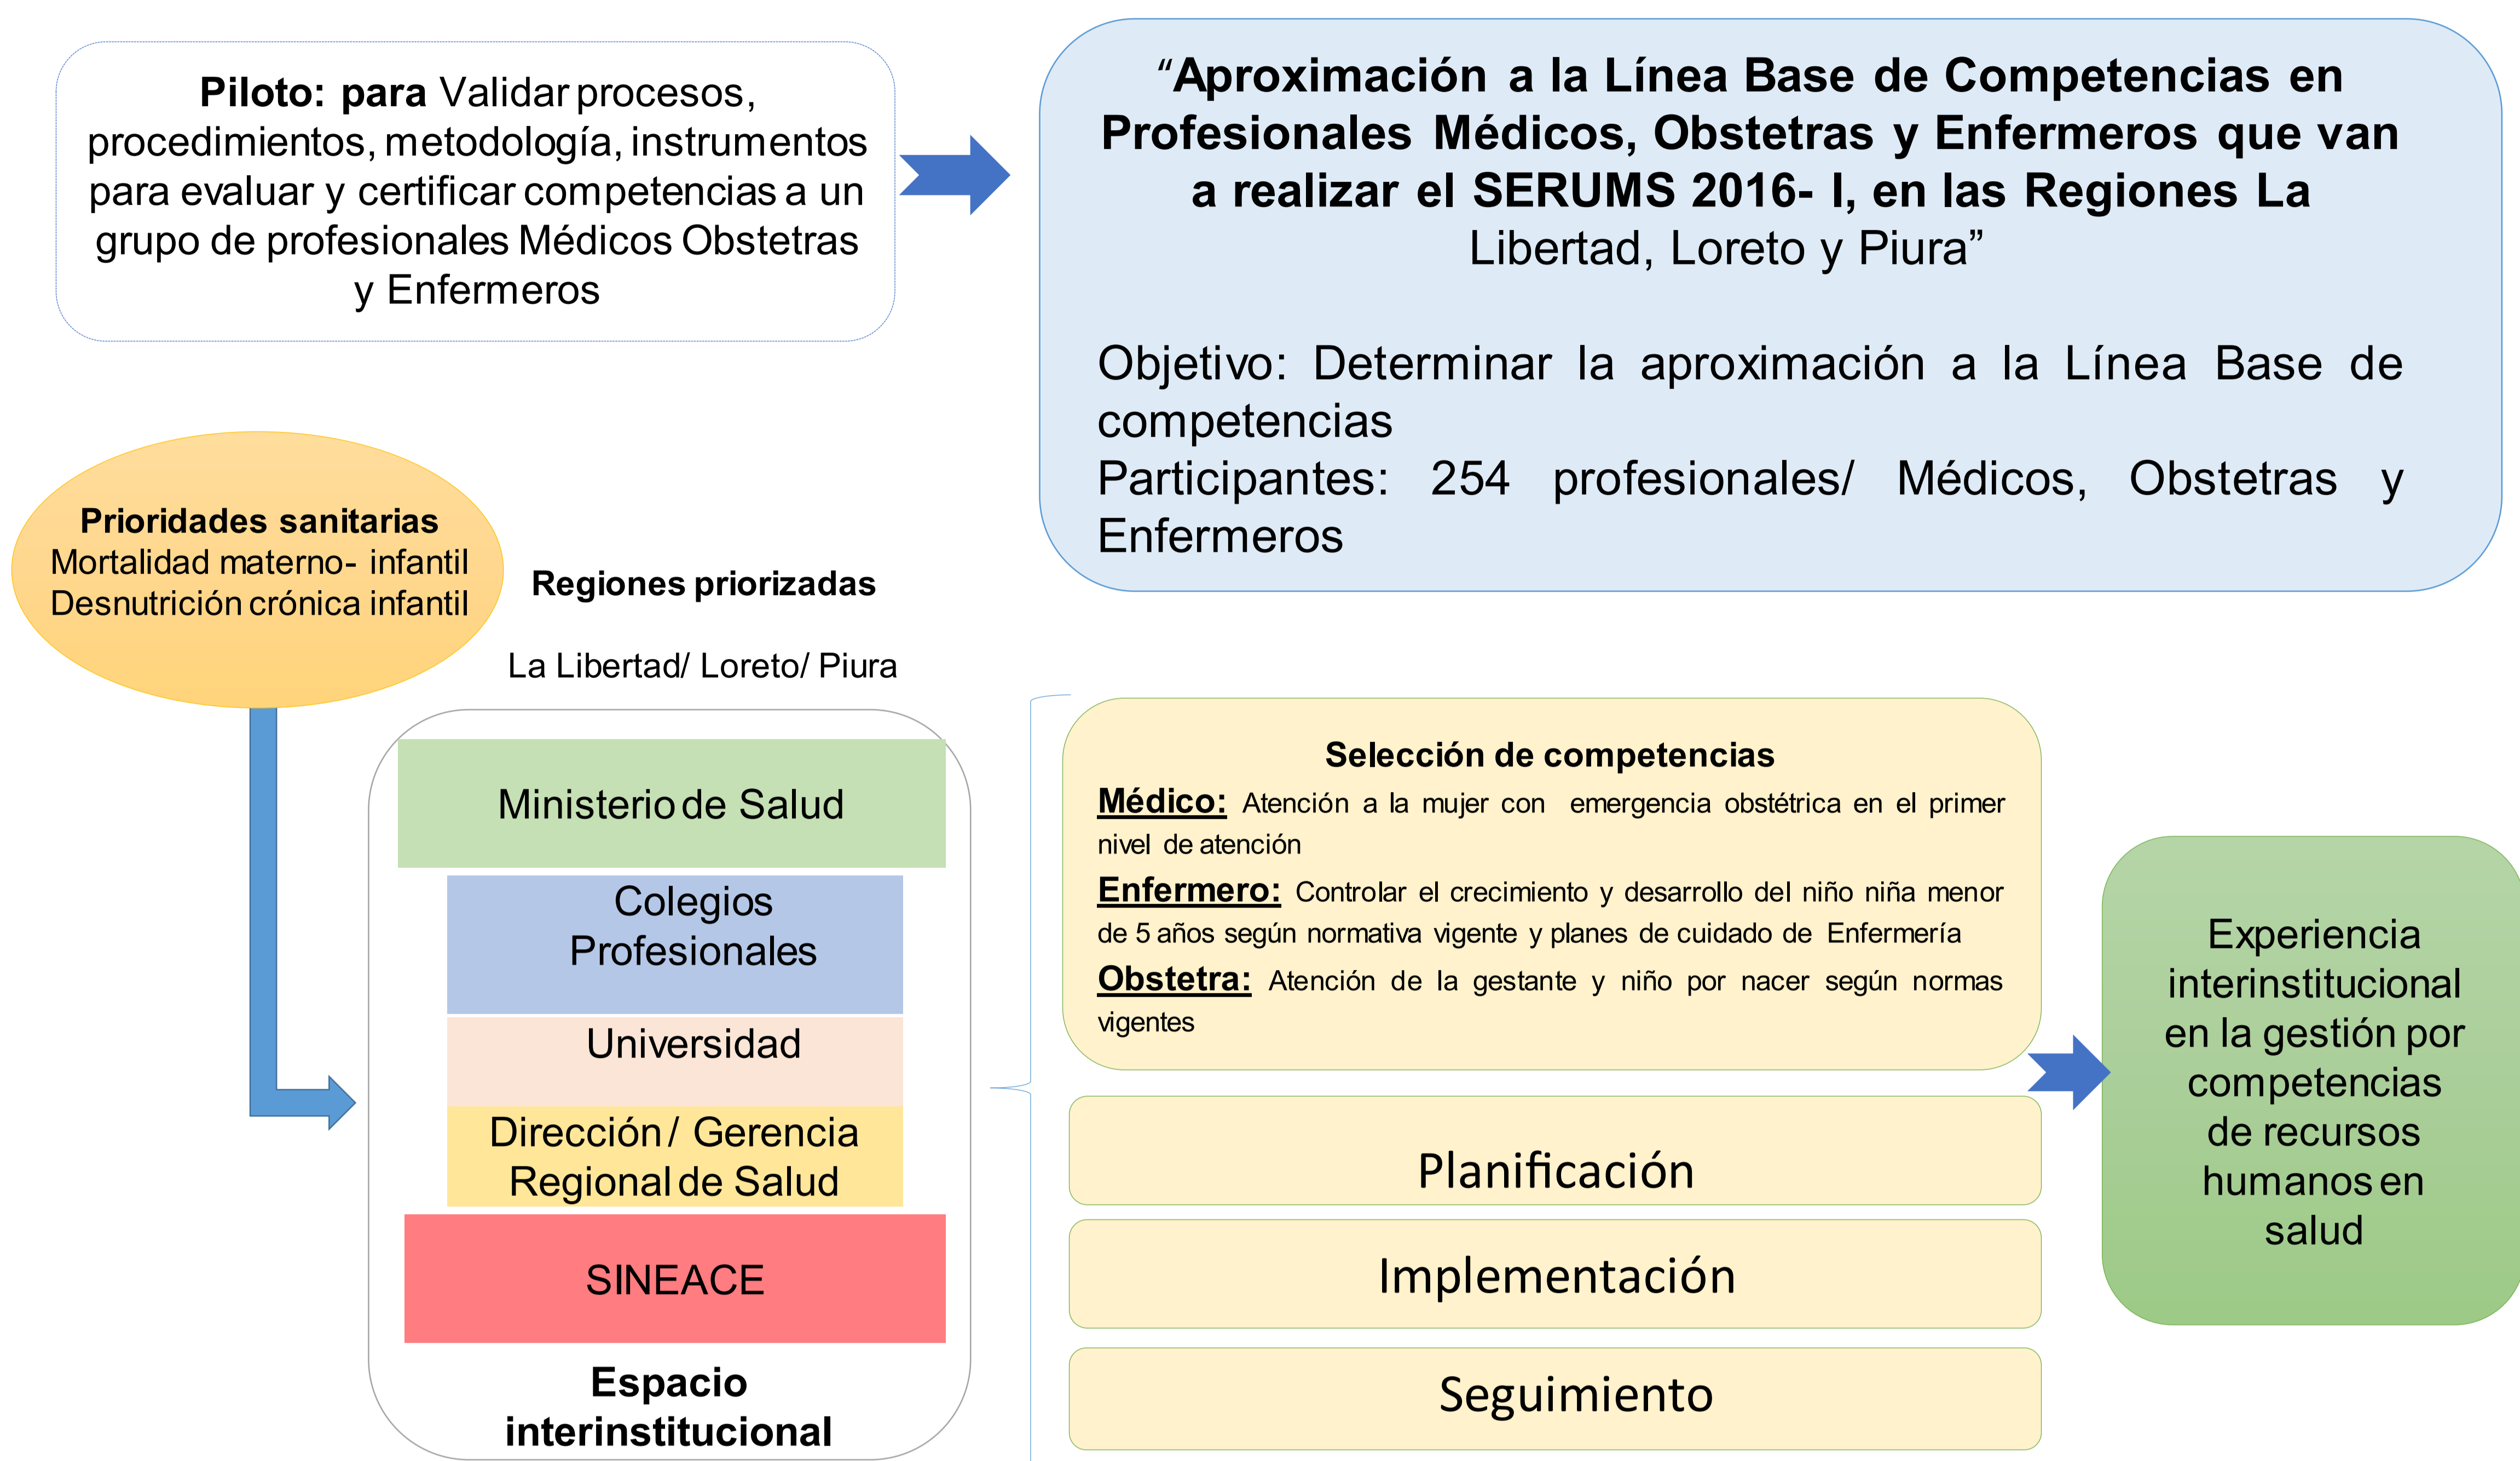 Piloto: para Validar procesos,
procedimientos, metodología, instrumentos
para evaluar y certificar competencias a un
grupo de profesionales Médicos Obstetras
y Enfermeros
“Aproximación a la Línea Base de Competencias en
Profesionales Médicos, Obstetras y Enfermeros que van
a realizar el SERUMS 2016- I, en las Regiones La
Libertad, Loreto y Piura”
Objetivo: Determinar la aproximación a la Línea Base de
competencias
Participantes: 254 profesionales/ Médicos, Obstetras y
Enfermeros
Prioridades sanitarias
Mortalidad materno- infantil
Desnutrición crónica infantil
Regiones priorizadas
La Libertad/ Loreto/ Piura
Ministerio de Salud
Colegios
Profesionales
Universidad
Dirección / Gerencia
Regional de Salud
SINEACE
Espacio
interinstitucional
Selección de competencias
Médico: Atención a la mujer con emergencia obstétrica en el primer
nivel de atención
Enfermero: Controlar el crecimiento y desarrollo del niño niña menor
de 5 años según normativa vigente y planes de cuidado de Enfermería
Obstetra: Atención de la gestante y niño por nacer según normas
vigentes
Planificación
Implementación
Seguimiento
Experiencia
interinstitucional
en la gestión por
competencias
de recursos
humanos en
salud